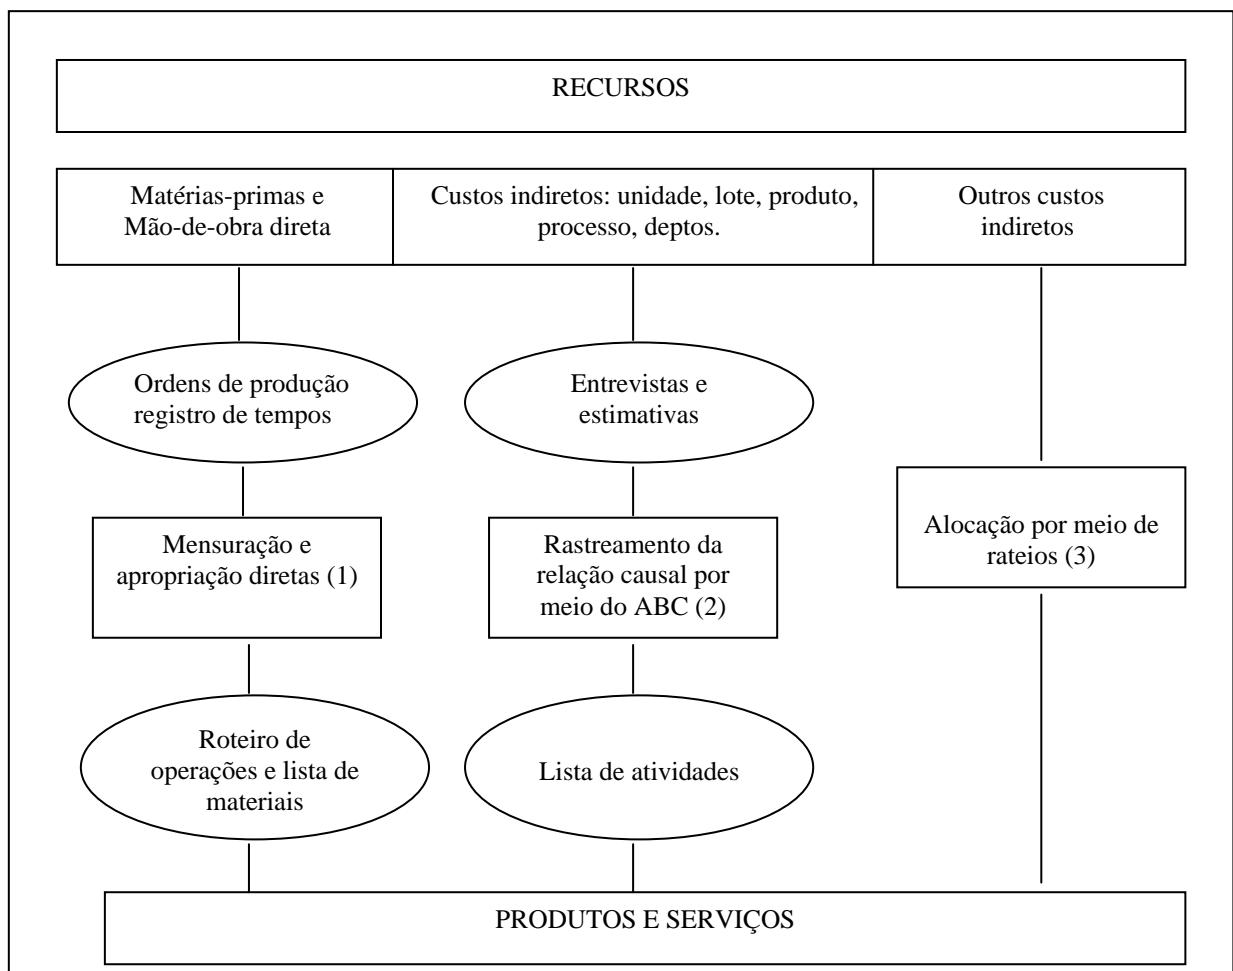 RECURSOS
Matérias-primas e
Mão-de-obra direta
Custos indiretos: unidade, lote, produto,
processo, deptos.
Outros custos
indiretos
Ordens de produção
registro de tempos
Entrevistas e
estimativas
Mensuração e
apropriação diretas (1)
Rastreamento da
relação causal por
meio do ABC (2)
Alocação por meio de
rateios (3)
Roteiro de
operações e lista de
materiais
Lista de atividades
PRODUTOS E SERVIÇOS